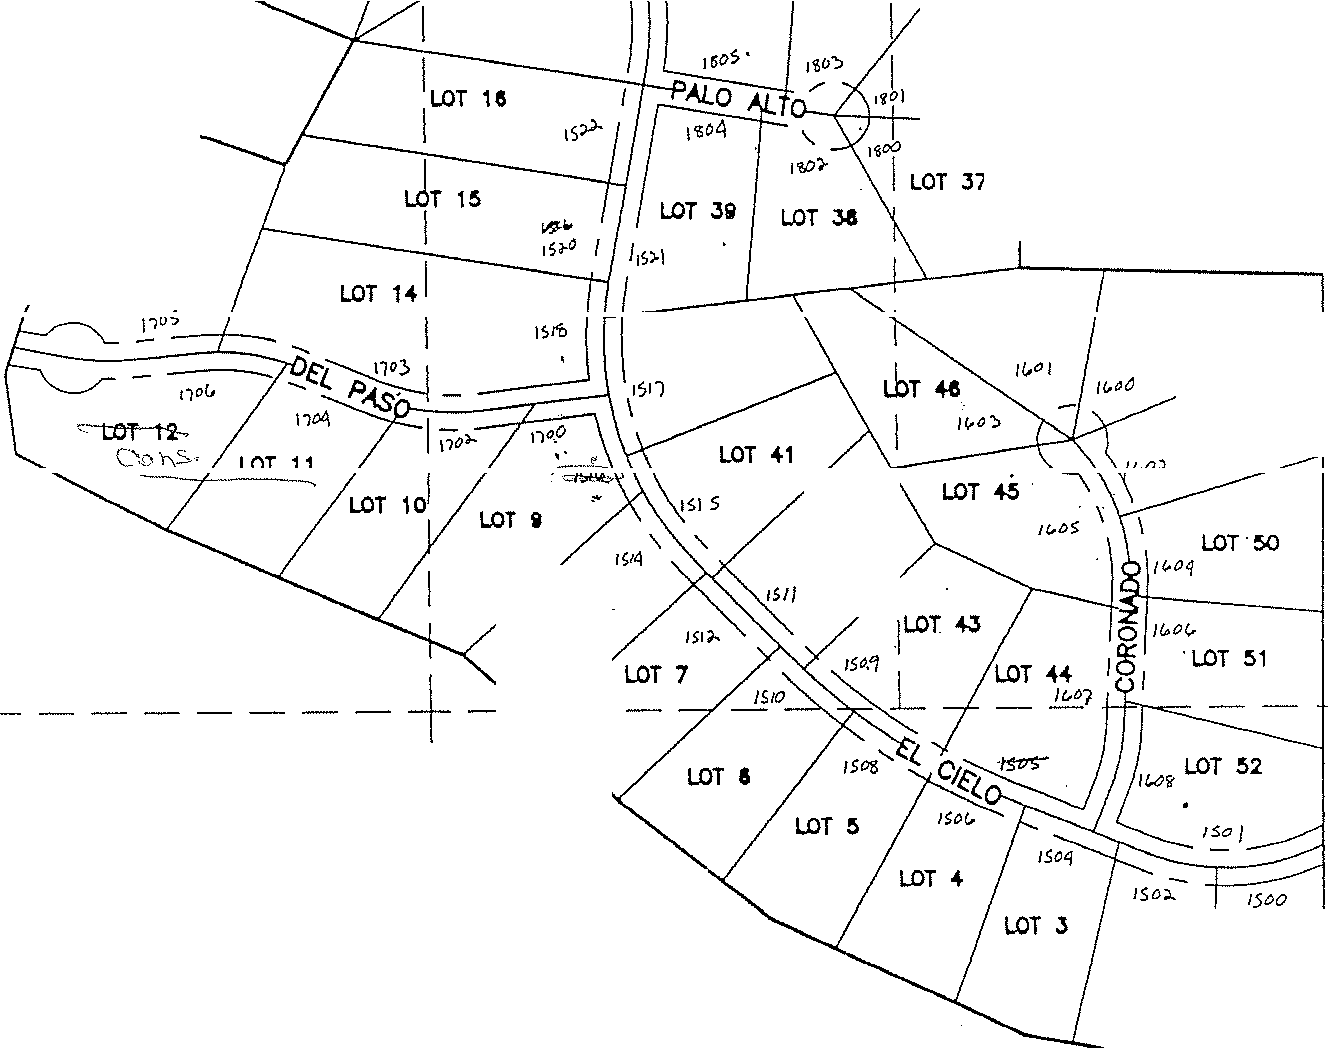 1805
1803
LOT 16
PALO ALTO
1801
1522
1804
1800
1802
LOT 37
LOT 15
LOT 39
LOT 38
1520
1521
LOT 14
1705
1518
1703
DEL PASO
1601
1600
1706
1517
LOT 46
1704
1603
LOT 12
1702
1700
Cons.
LOT 11
LOT 41
LOT 10
LOT 9
1515
LOT 45
1605
LOT 50
1514
1604
CORONADO
1511
1512
LOT 43
1606
LOT 7
1509
LOT 44
LOT 51
1510
1607
EL CIELO
1505
LOT 6
1508
LOT 52
1608
LOT 5
1506
1501
1504
LOT 4
1502
1500
LOT 3